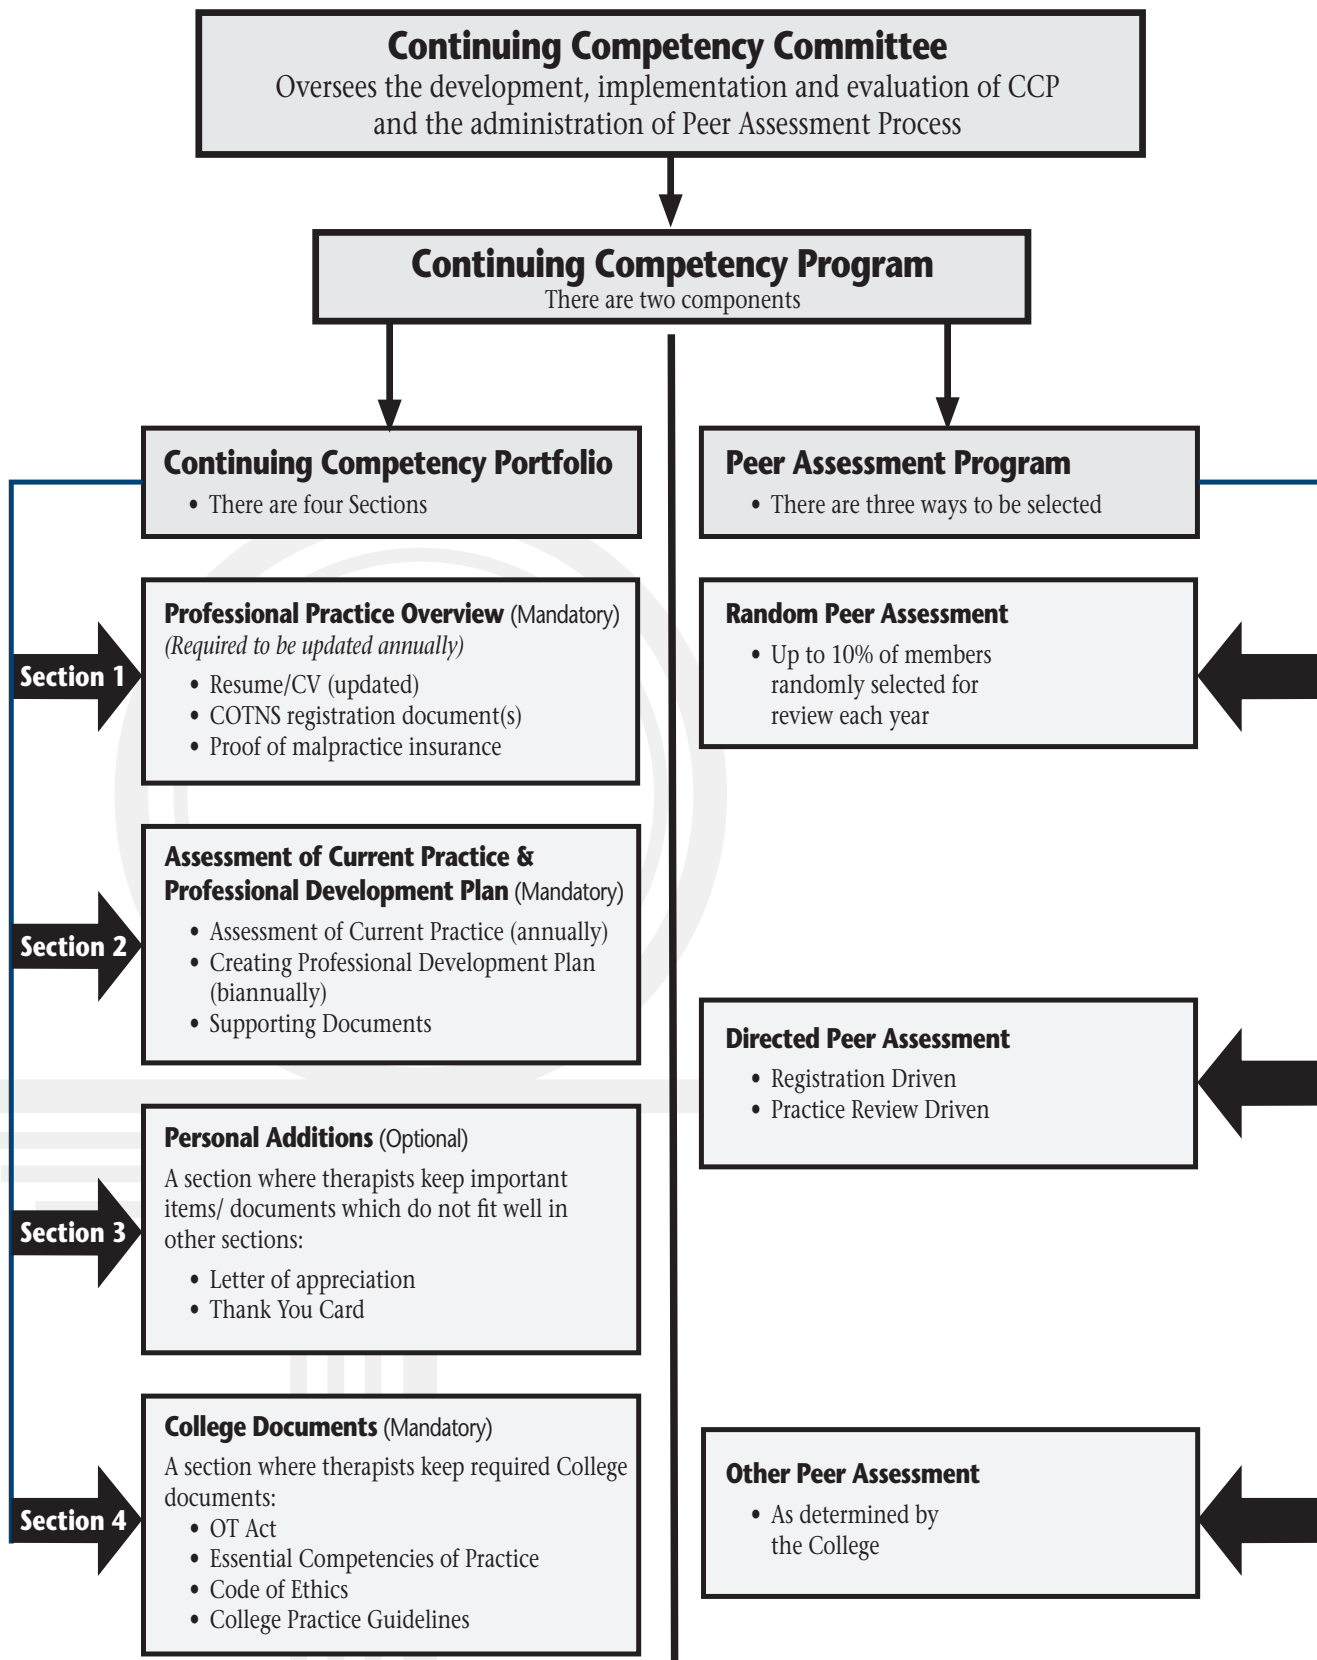 Continuing Competency Committee
Oversees the development, implementation and evaluation of CCP
and the administration of Peer Assessment Process
Continuing Competency Program
There are two components
Continuing Competency Portfolio
• There are four Sections
Section 1
Professional Practice Overview (Mandatory)
(Required to be updated annually)
• Resume/CV (updated)
• COTNS registration document(s)
• Proof of malpractice insurance
Section 2
Assessment of Current Practice &
Professional Development Plan (Mandatory)
• Assessment of Current Practice (annually)
• Creating Professional Development Plan
(biannually)
• Supporting Documents
Section 3
Personal Additions (Optional)
A section where therapists keep important
items/ documents which do not fit well in
other sections:
• Letter of appreciation
• Thank You Card
Section 4
College Documents (Mandatory)
A section where therapists keep required College
documents:
• OT Act
• Essential Competencies of Practice
• Code of Ethics
• College Practice Guidelines
Peer Assessment Program
• There are three ways to be selected
Random Peer Assessment
• Up to 10% of members
randomly selected for
review each year
Directed Peer Assessment
• Registration Driven
• Practice Review Driven
Other Peer Assessment
• As determined by
the College